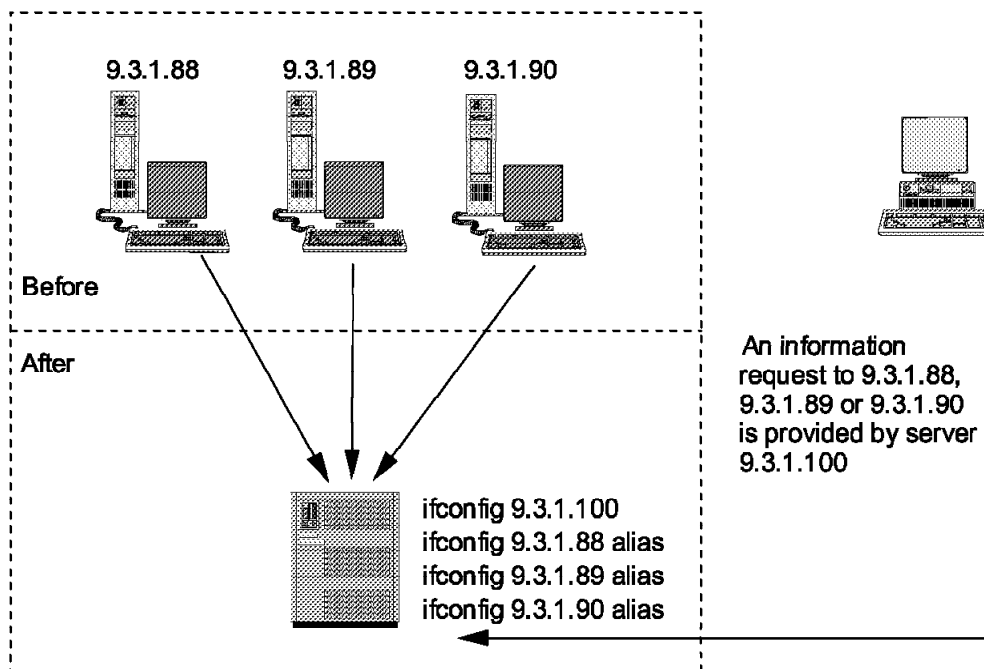 9.3.1.88
9.3.1.89
9.3.1.90
Before
After
An information
request to 9.3.1.88,
9.3.1.89 or 9.3.1.90
is provided by server
9.3.1.100
ifconfig 9.3.1.100
ifconfig 9.3.1.88 alias
ifconfig 9.3.1.89 alias
ifconfig 9.3.1.90 alias